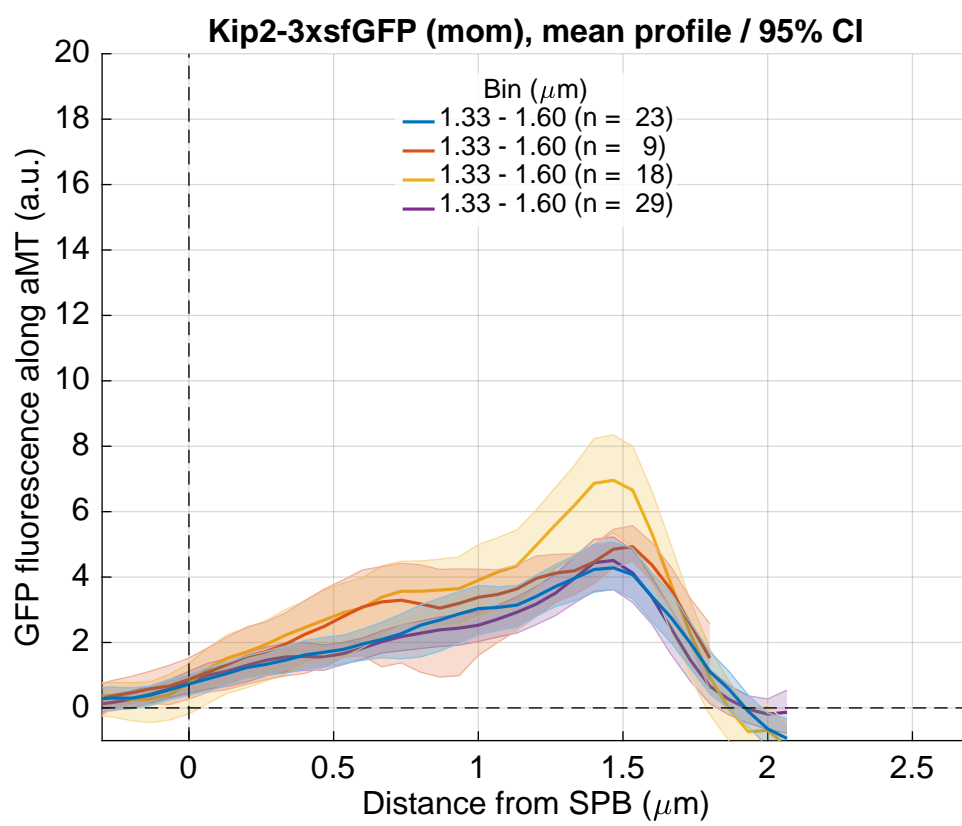 Kip2-3xsfGFP (mom), mean profile / 95% CI
GFP fluorescence along aMT (a.u.)
20
18
16
14
12
10
8
6
4
2
0
Bin (μm)
1.33 - 1.60 (n = 23)
1.33 - 1.60 (n = 9)
1.33 - 1.60 (n = 18)
1.33 - 1.60 (n = 29)
0 0.5 1 1.5 2 2.5
Distance from SPB (μm)